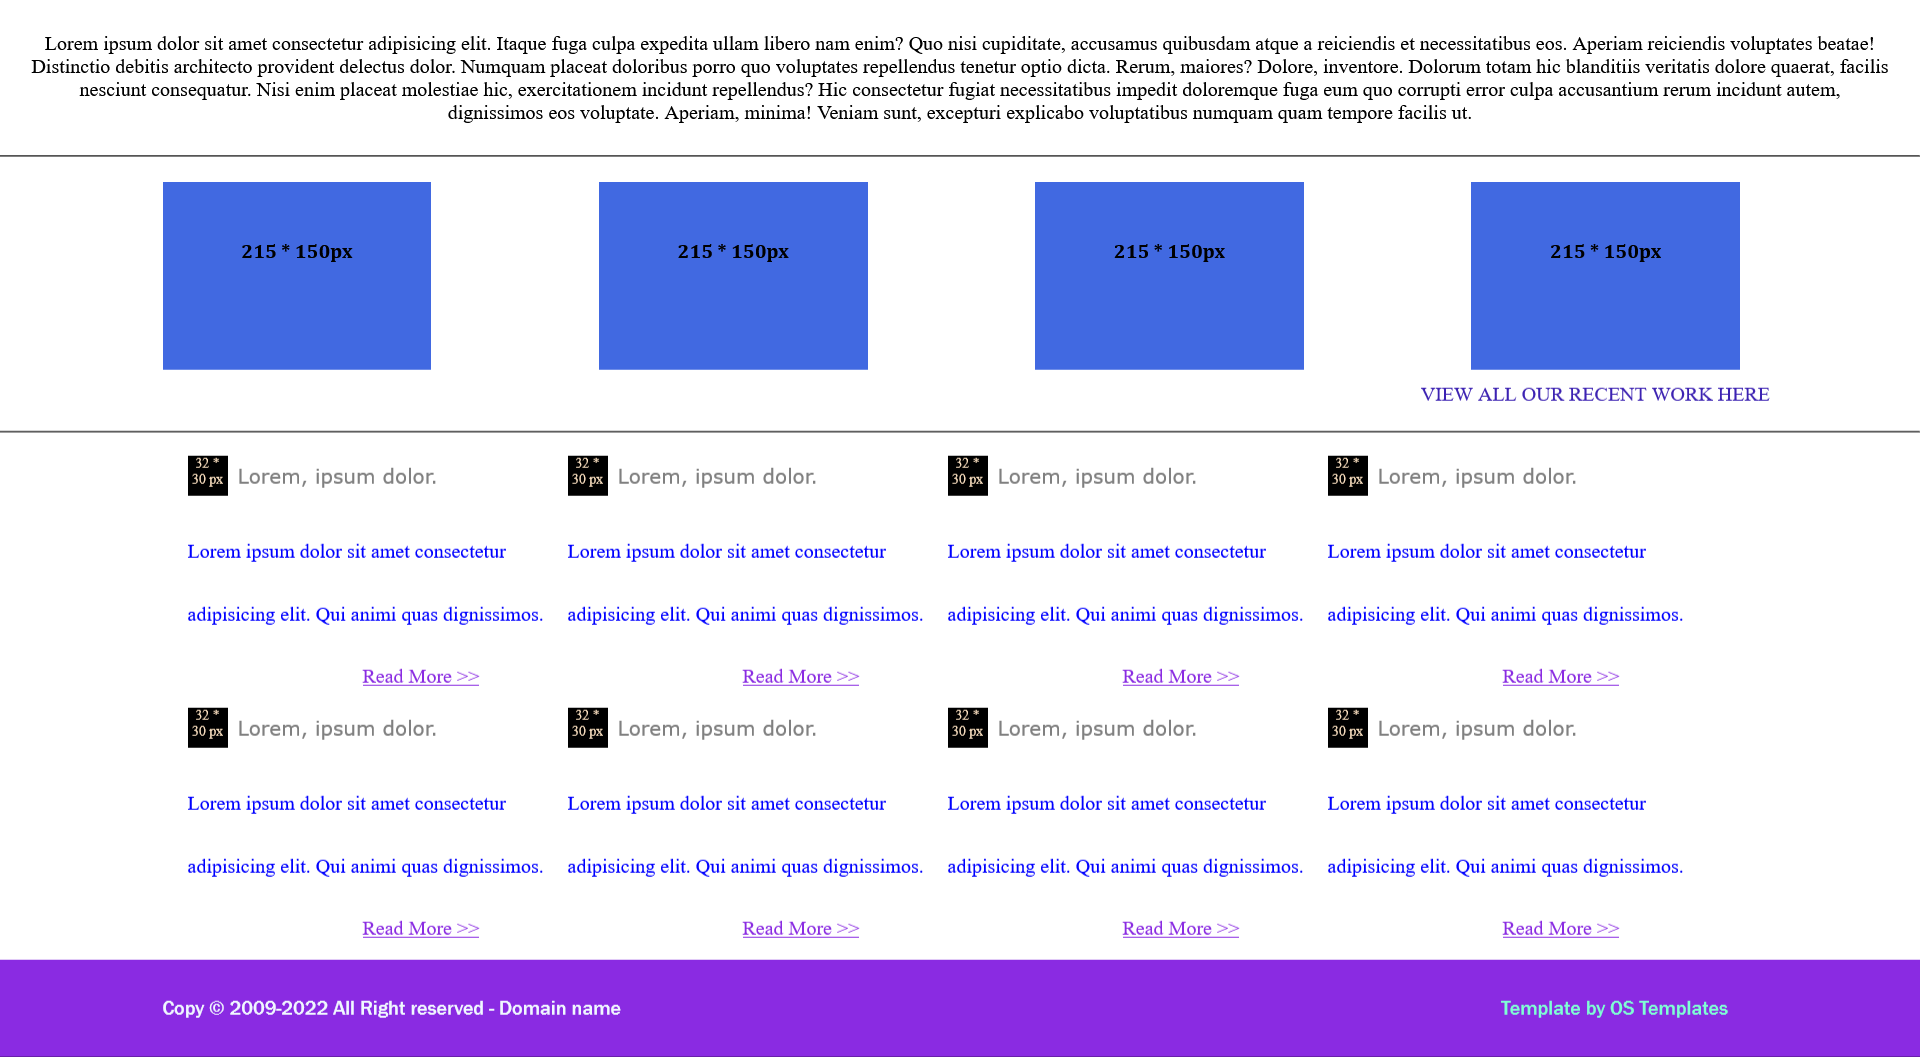 Lorem ipsum dolor sit amet consectetur adipisicing elit. Itaque fuga culpa expedita ullam libero nam enim? Quo nisi cupiditate, accusamus quibusdam atque a reiciendis et necessitatibus eos. Aperiam reiciendis voluptates beatae!
Distinctio debitis architecto provident delectus dolor. Numquam placeat doloribus porro quo voluptates repellendus tenetur optio dicta. Rerum, maiores? Dolore, inventore. Dolorum totam hic blanditiis veritatis dolore quaerat, facilis
nesciunt consequatur. Nisi enim placeat molestiae hic, exercitationem incidunt repellendus? Hic consectetur fugiat necessitatibus impedit doloremque fuga eum quo corrupti error culpa accusantium rerum incidunt autem,
dignissimos eos voluptate. Aperiam, minima! Veniam sunt, excepturi explicabo voluptatibus numquam quam tempore facilis ut.
215 * 150px
215 * 150px
215 * 150px
215 * 150px
VIEW ALL OUR RECENT WORK HERE
32 *
30 px
Lorem, ipsum dolor.
Lorem ipsum dolor sit amet consectetur
adipisicing elit. Qui animi quas dignissimos.
Read More >>
32 *
30 px
Lorem, ipsum dolor.
Lorem ipsum dolor sit amet consectetur
adipisicing elit. Qui animi quas dignissimos.
Read More >>
32 *
30 px
Lorem, ipsum dolor.
Lorem ipsum dolor sit amet consectetur
adipisicing elit. Qui animi quas dignissimos.
Read More >>
32 *
30 px
Lorem, ipsum dolor.
Lorem ipsum dolor sit amet consectetur
adipisicing elit. Qui animi quas dignissimos.
Read More >>
32 *
30 px
Lorem, ipsum dolor.
Lorem ipsum dolor sit amet consectetur
adipisicing elit. Qui animi quas dignissimos.
Read More >>
32 *
30 px
Lorem, ipsum dolor.
Lorem ipsum dolor sit amet consectetur
adipisicing elit. Qui animi quas dignissimos.
Read More >>
32 *
30 px
Lorem, ipsum dolor.
Lorem ipsum dolor sit amet consectetur
adipisicing elit. Qui animi quas dignissimos.
Read More >>
32 *
30 px
Lorem, ipsum dolor.
Lorem ipsum dolor sit amet consectetur
adipisicing elit. Qui animi quas dignissimos.
Read More >>
Copy © 2009-2022 All Right reserved - Domain name
Template by OS Templates